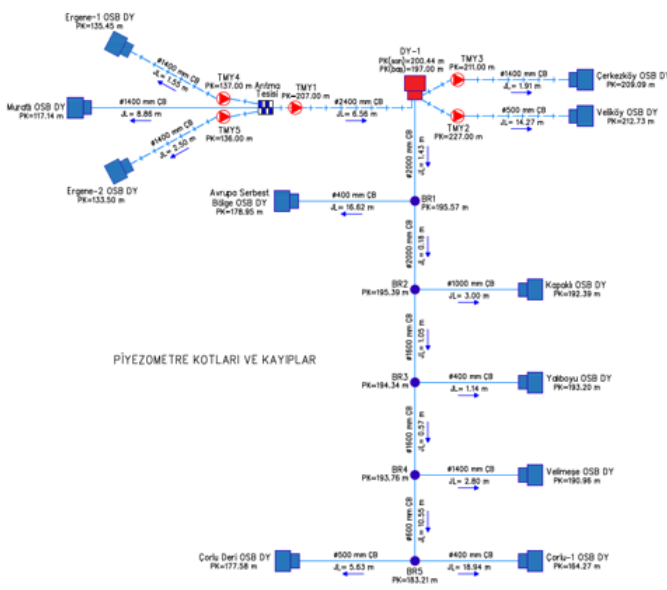 Ergene-1 OSB DY
PK=135.45 m
ø1400 mm ÇB
JL= 1.55 m
TMY4
PK=137.00 m
Arıtma
Tesisi
TMY1
PK=207.00 m
DY-1
PK(son)=200.44 m
PK(baş)=197.00 m
TMY3
PK=211.00 m
ø1400 mm ÇB
JL= 1.91 m
Çerkezköy OSB DY
PK=209.09 m
Muratlı OSB DY
PK=117.14 m
ø1400 mm ÇB
JL= 8.86 m
ø2400 mm ÇB
JL= 6.56 m
ø500 mm ÇB
JL= 14.27 m
Veliköy OSB DY
PK=212.73 m
TMY5
PK=136.00 m
TMY2
PK=227.00 m
ø1400 mm ÇB
JL= 2.50 m
Ergene-2 OSB DY
PK=133.50 m
ø2000 mm ÇB
JL= 1.43 m
Avrupa Serbest
Bölge OSB DY
PK=178.95 m
ø400 mm ÇB
JL= 16.62 m
BR1
PK=195.57 m
ø2000 mm ÇB
JL= 0.18 m
BR2
PK=195.39 m
ø1000 mm ÇB
JL= 3.00 m
Kapaklı OSB DY
PK=192.39 m
ø1600 mm ÇB
JL= 1.05 m
PİYEZOMETRE KOTLARI VE KAYIPLAR
BR3
PK=194.34 m
ø400 mm ÇB
JL= 1.14 m
Yalıboyu OSB DY
PK=193.20 m
ø1600 mm ÇB
JL= 0.57 m
BR4
PK=193.76 m
ø1400 mm ÇB
JL= 2.80 m
Velimeşe OSB DY
PK=190.96 m
ø600 mm ÇB
JL= 10.55 m
Çorlu Deri OSB DY
PK=177.58 m
ø500 mm ÇB
JL= 5.63 m
BR5
PK=183.21 m
ø400 mm ÇB
JL= 18.94 m
Çorlu-1 OSB DY
PK=164.27 m